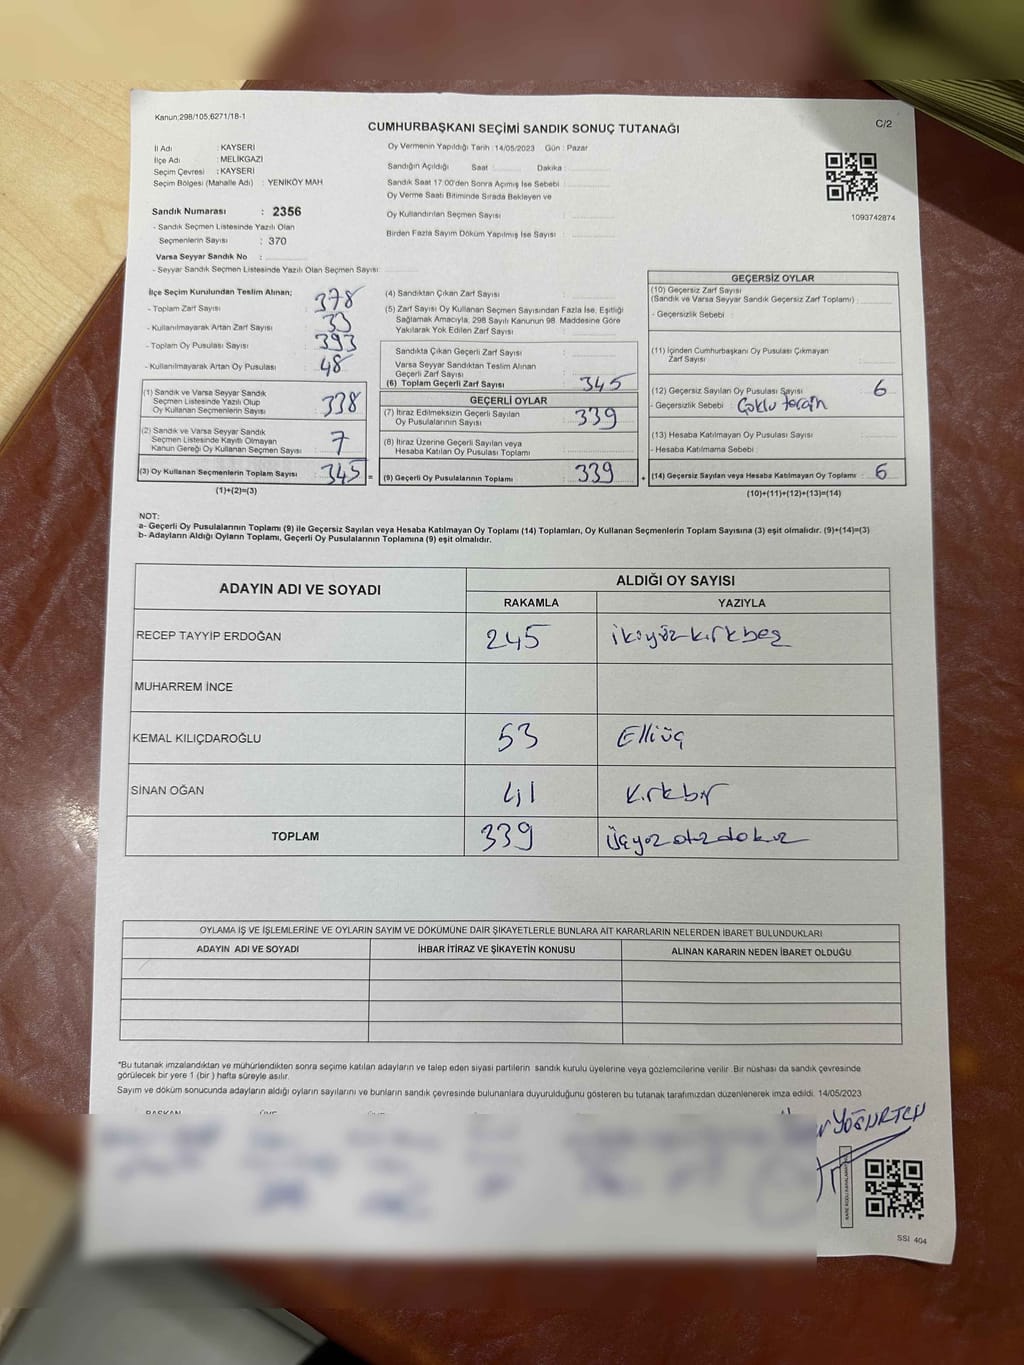 Kanun;298/105,6271/18-1
C/2
CUMHURBAŞKANI SEÇİMİ SANDIK SONUÇ TUTANAĞI
İl Adı : KAYSERİ
İlçe Adı : MELİKGAZİ
Seçim Çevresi : KAYSERİ
Seçim Bölgesi (Mahalle Adı) : YENİKÖY MAH
Sandık Numarası : 2356
- Sandık Seçmen Listesinde Yazılı Olan
Seçmenlerin Sayısı : 370
Varsa Seyyar Sandık No :
- Seyyar Sandık Seçmen Listesinde Yazılı Olan Seçmen Sayısı:
Oy Vermenin Yapıldığı Tarih : 14/05/2023 Gün : Pazar
Sandığın Açıldığı Saat Dakika :
Sandık Saat 17:00'den Sonra Açımış İse Sebebi :
Oy Verme Saati Bitiminde Sırada Bekleyen ve
Oy Kullandırılan Seçmen Sayısı :
Birden Fazla Sayım Döküm Yapılmış İse Sayısı :
1093742874
İlçe Seçim Kurulundan Teslim Alınan;
- Toplam Zarf Sayısı : 378
- Kullanılmayarak Artan Zarf Sayısı : 33
- Toplam Oy Pusulası Sayısı : 393
- Kullanılmayarak Artan Oy Pusulası : 48
(1) Sandık ve Varsa Seyyar Sandık
Seçmen Listesinde Yazılı Olup
Oy Kullanan Seçmenlerin Sayısı : 338
(2) Sandık ve Varsa Seyyar Sandık
Seçmen Listesinde Kayıtlı Olmayan
Kanun Gereği Oy Kullanan Seçmen Sayısı : 7
(3) Oy Kullanan Seçmenlerin Toplam Sayısı : 345 =
(1)+(2)=(3)
(4) Sandıktan Çıkan Zarf Sayısı :
(5) Zarf Sayısı Oy Kullanan Seçmen Sayısından Fazla İse, Eşitliği
Sağlamak Amacıyla, 298 Sayılı Kanunun 98. Maddesine Göre
Yakılarak Yok Edilen Zarf Sayısı :
Sandıkta Çıkan Geçerli Zarf Sayısı :
Varsa Seyyar Sandıktan Teslim Alınan
Geçerli Zarf Sayısı :
(6) Toplam Geçerli Zarf Sayısı : 345
GEÇERLİ OYLAR
(7) İtiraz Edilmeksizin Geçerli Sayılan
Oy Pusulalarının Sayısı : 339
(8) İtiraz Üzerine Geçerli Sayılan veya
Hesaba Katılan Oy Pusulası Toplamı :
(9) Geçerli Oy Pusulalarının Toplamı : 339 +
GEÇERSİZ OYLAR
(10) Geçersiz Zarf Sayısı
(Sandık ve Varsa Seyyar Sandık Geçersiz Zarf Toplamı) :
- Geçersizlik Sebebi :
(11) İçinden Cumhurbaşkanı Oy Pusulası Çıkmayan
Zarf Sayısı :
(12) Geçersiz Sayılan Oy Pusulası Sayısı : 6
- Geçersizlik Sebebi : Çoklu tercih
(13) Hesaba Katılmayan Oy Pusulası Sayısı :
- Hesaba Katılmama Sebebi :
(14) Geçersiz Sayılan veya Hesaba Katılmayan Oy Toplamı : 6
(10)+(11)+(12)+(13)=(14)
NOT:
a- Geçerli Oy Pusulalarının Toplamı (9) ile Geçersiz Sayılan veya Hesaba Katılmayan Oy Toplamı (14) Toplamları, Oy Kullanan Seçmenlerin Toplam Sayısına (3) eşit olmalıdır. (9)+(14)=(3)
b- Adayların Aldığı Oyların Toplamı, Geçerli Oy Pusulalarının Toplamına (9) eşit olmalıdır.
ADAYIN ADI VE SOYADI ALDIĞI OY SAYISI
RAKAMLA YAZIYLA
RECEP TAYYİP ERDOĞAN 245 ikiyüzkırkbeş
MUHARREM İNCE
KEMAL KILIÇDAROĞLU 53 Elliüç
SİNAN OĞAN 41 Kırkbir
TOPLAM 339 Üçyüzotuzdokuz
OYLAMA İŞ VE İŞLEMLERİNE VE OYLARIN SAYIM VE DÖKÜMÜNE DAİR ŞİKAYETLERLE BUNLARA AİT KARARLARIN NELERDEN İBARET BULUNDUKLARI
ADAYIN ADI VE SOYADI İHBAR İTİRAZ VE ŞİKAYETİN KONUSU ALINAN KARARIN NEDEN İBARET OLDUĞU
*Bu tutanak imzalandıktan ve mühürlendikten sonra seçime katılan adayların ve talep eden siyasi partilerin sandık kurulu üyelerine veya gözlemcilerine verilir. Bir nüshası da sandık çevresinde
görülecek bir yere 1 (bir ) hafta süreyle asılır.
Sayım ve döküm sonucunda adayların aldığı oyların sayılarını ve bunların sandık çevresinde bulunanlara duyurulduğunu gösteren bu tutanak tarafımızdan düzenlenerek imza edildi. 14/05/2023
BAŞKAN ÜYE
SSI 404